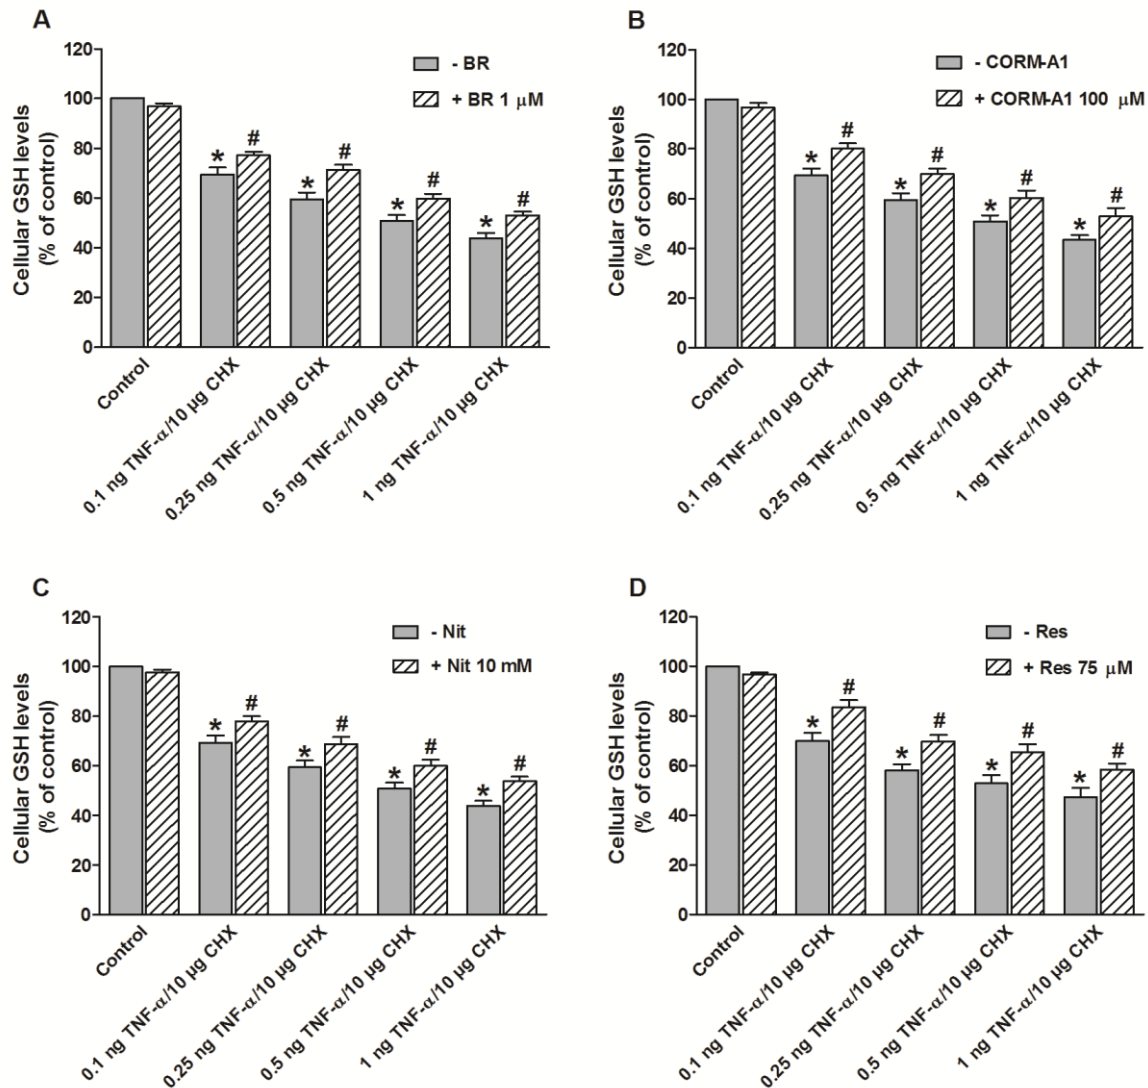 A
Cellular GSH levels
(% of control)
120
100
80
60
40
20
0
- BR
+ BR 1 μM
*
#
*
#
*
#
*
#
Control
0.1 ng TNF-α/10 μg CHX
0.25 ng TNF-α/10 μg CHX
0.5 ng TNF-α/10 μg CHX
1 ng TNF-α/10 μg CHX
B
Cellular GSH levels
(% of control)
120
100
80
60
40
20
0
- CORM-A1
+ CORM-A1 100 μM
*
#
*
#
*
#
*
#
Control
0.1 ng TNF-α/10 μg CHX
0.25 ng TNF-α/10 μg CHX
0.5 ng TNF-α/10 μg CHX
1 ng TNF-α/10 μg CHX
C
Cellular GSH levels
(% of control)
120
100
80
60
40
20
0
- Nit
+ Nit 10 mM
*
#
*
#
*
#
*
#
Control
0.1 ng TNF-α/10 μg CHX
0.25 ng TNF-α/10 μg CHX
0.5 ng TNF-α/10 μg CHX
1 ng TNF-α/10 μg CHX
D
Cellular GSH levels
(% of control)
120
100
80
60
40
20
0
- Res
+ Res 75 μM
*
#
*
#
*
#
*
#
Control
0.1 ng TNF-α/10 μg CHX
0.25 ng TNF-α/10 μg CHX
0.5 ng TNF-α/10 μg CHX
1 ng TNF-α/10 μg CHX